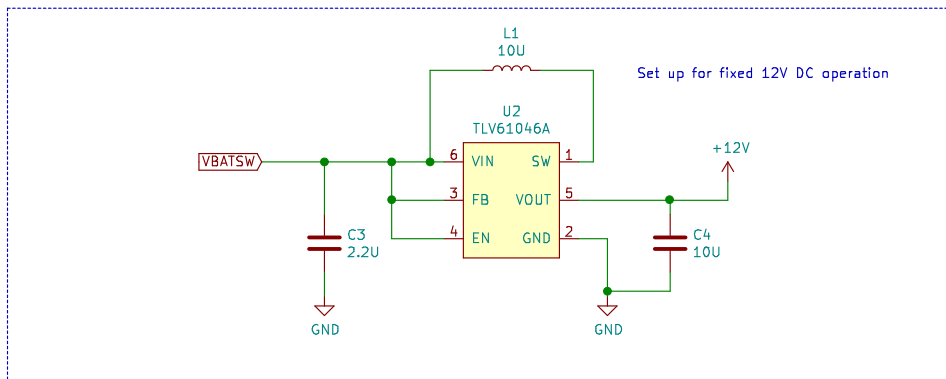 L1
10U
Set up for fixed 12V DC operation
U2
TLV61046A
+12V
VBATSW
6 VIN SW 1
3 FB VOUT 5
4 EN GND 2
C3
2.2U
C4
10U
GND
GND